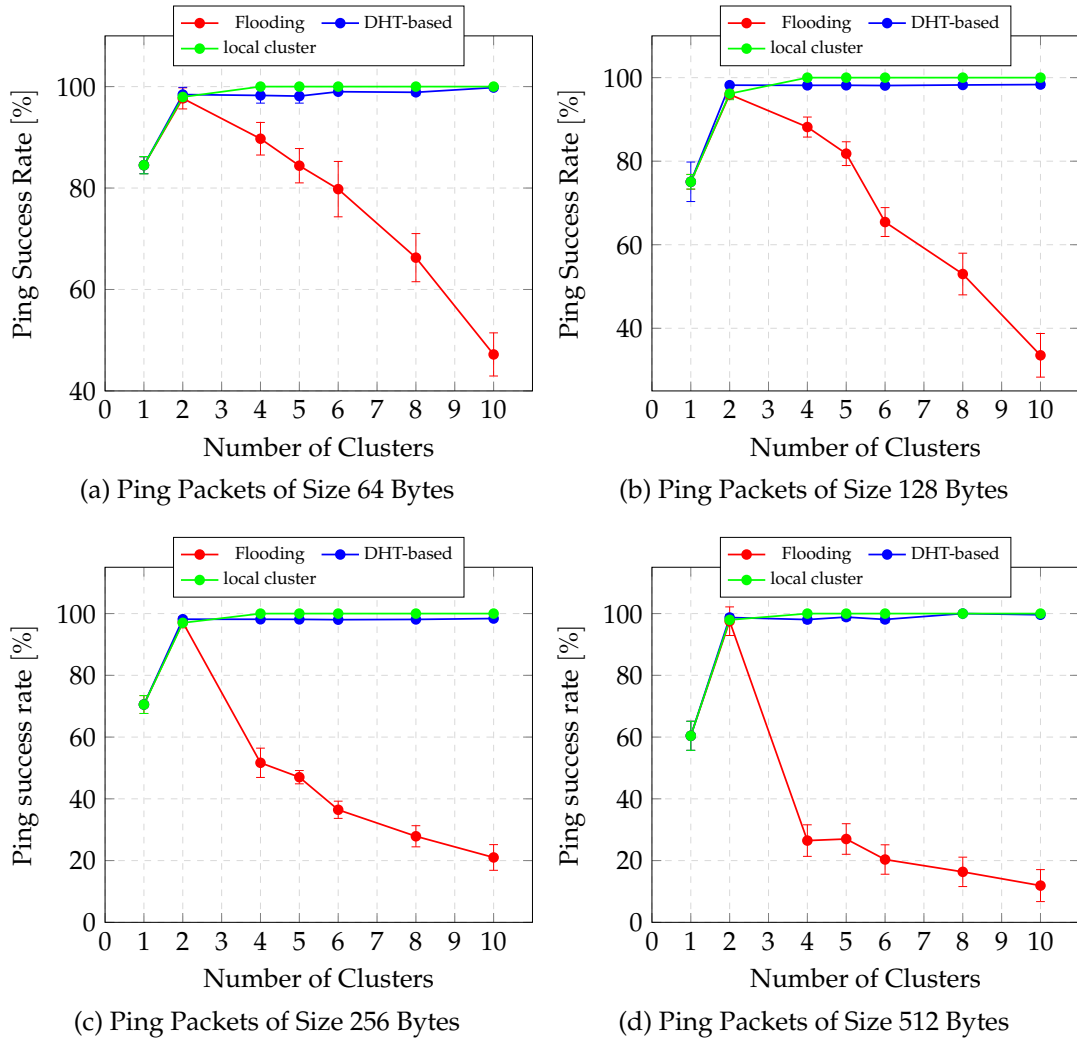 Flooding DHT-based
local cluster
Ping Success Rate [%]
100
80
60
40
0 1 2 3 4 5 6 7 8 9 10
Number of Clusters
(a) Ping Packets of Size 64 Bytes
Flooding DHT-based
local cluster
Ping Success Rate [%]
100
80
60
40
0 1 2 3 4 5 6 7 8 9 10
Number of Clusters
(b) Ping Packets of Size 128 Bytes
Flooding DHT-based
local cluster
Ping success rate [%]
100
80
60
40
20
0
0 1 2 3 4 5 6 7 8 9 10
Number of Clusters
(c) Ping Packets of Size 256 Bytes
Flooding DHT-based
local cluster
Ping success rate [%]
100
80
60
40
20
0
0 1 2 3 4 5 6 7 8 9 10
Number of Clusters
(d) Ping Packets of Size 512 Bytes